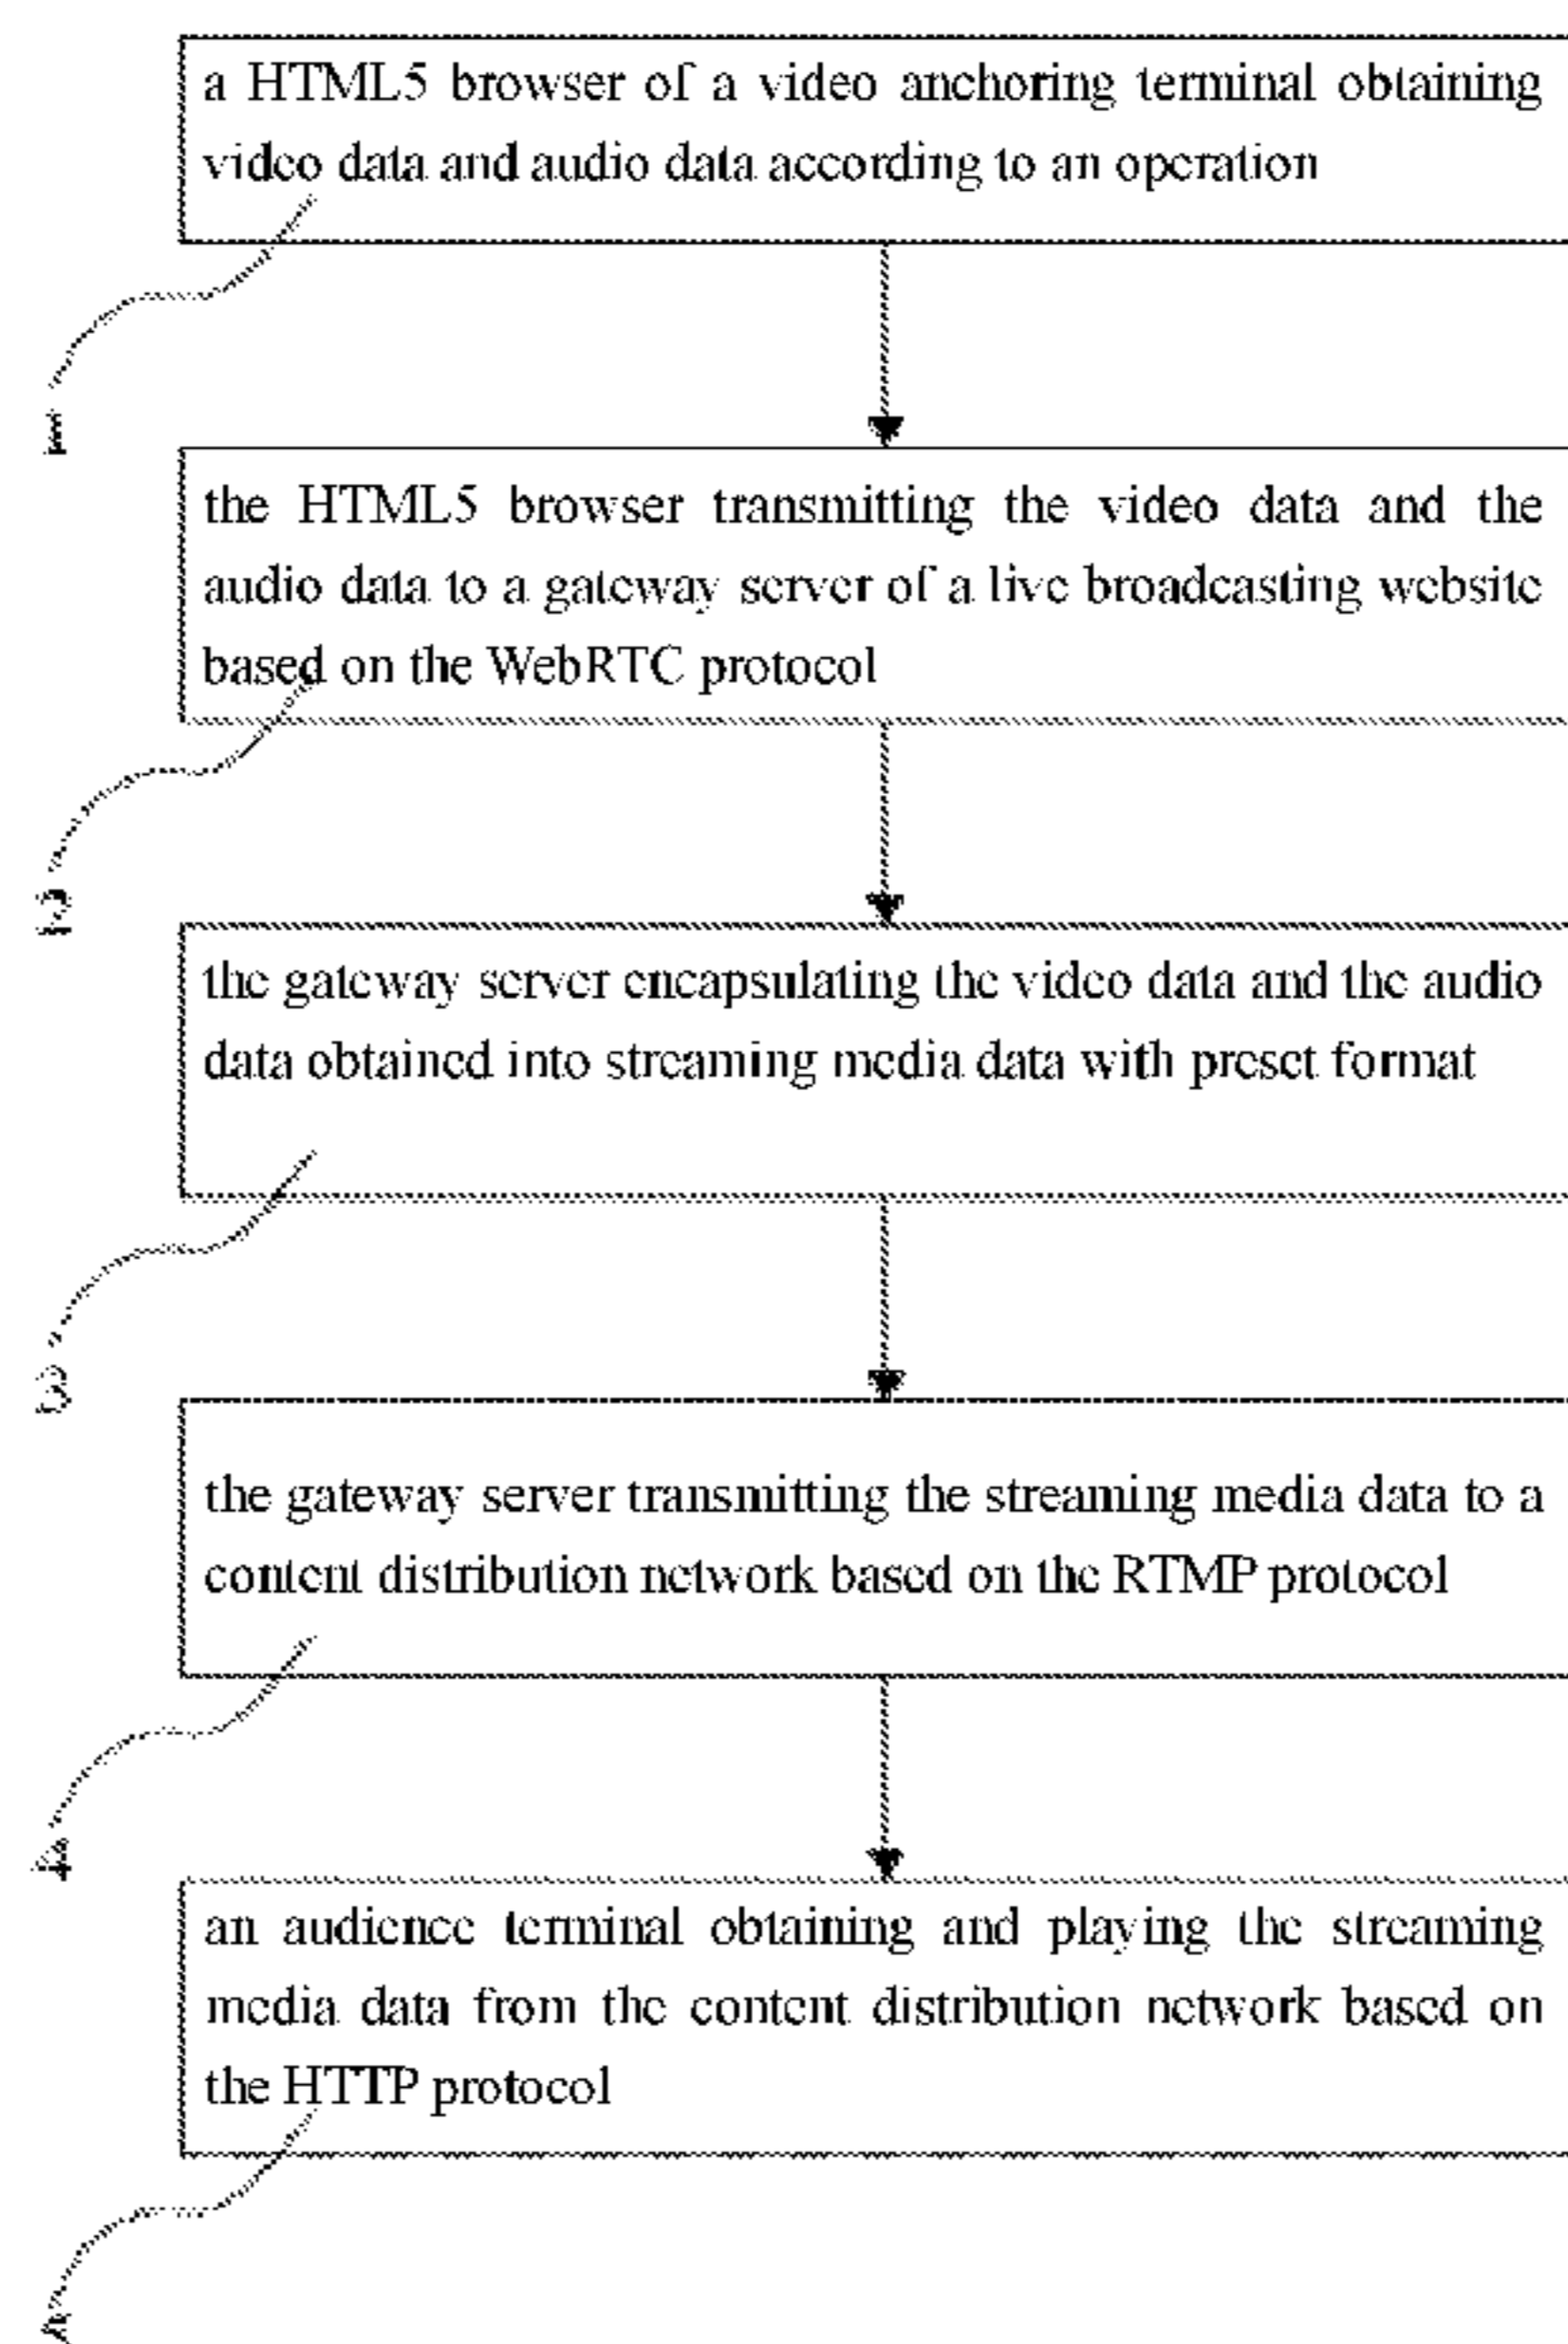 a HTML5 browser of a video anchoring terminal obtaining
video data and audio data according to an operation
1
the HTML5 browser transmitting the video data and the
audio data to a gateway server of a live broadcasting website
based on the WebRTC protocol
2
the gateway server encapsulating the video data and the audio
data obtained into streaming media data with preset format
3
the gateway server transmitting the streaming media data to a
content distribution network based on the RTMP protocol
4
an audience terminal obtaining and playing the streaming
media data from the content distribution network based on
the HTTP protocol